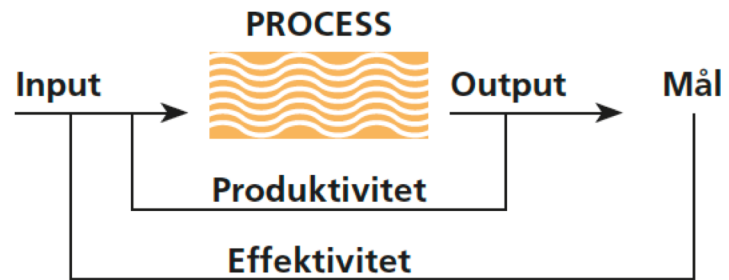 PROCESS
Input
Output
Mål
Produktivitet
Effektivitet